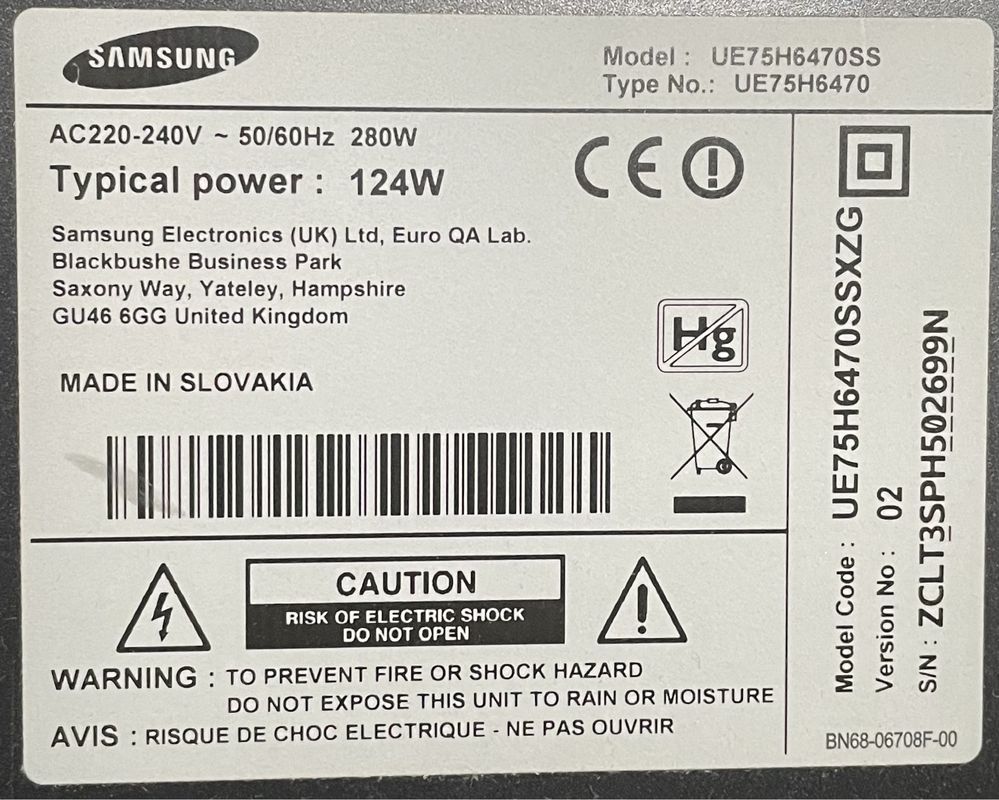 SAMSUNG
Model : UE75H6470SS
Type No.: UE75H6470
AC220-240V ~ 50/60Hz 280W
Typical power : 124W
Samsung Electronics (UK) Ltd, Euro QA Lab.
Blackbushe Business Park
Saxony Way, Yateley, Hampshire
GU46 6GG United Kingdom
MADE IN SLOVAKIA
CE
Hg
CAUTION
RISK OF ELECTRIC SHOCK
DO NOT OPEN
WARNING : TO PREVENT FIRE OR SHOCK HAZARD
DO NOT EXPOSE THIS UNIT TO RAIN OR MOISTURE
AVIS : RISQUE DE CHOC ELECTRIQUE - NE PAS OUVRIR
Model Code : UE75H6470SSXZG
Version No : 02
S/N : ZCLT3SPH502699N
BN68-06708F-00